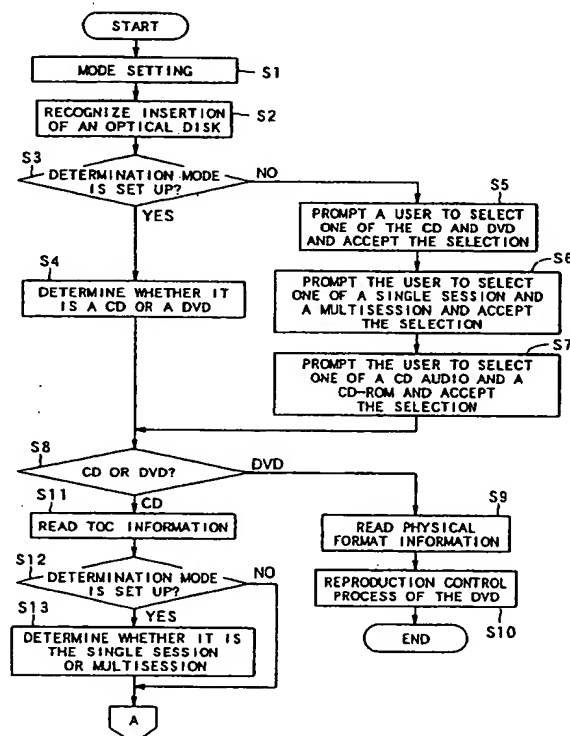 START
MODE SETTING
S1
RECOGNIZE INSERTION
OF AN OPTICAL DISK
S2
S3
DETERMINATION MODE
IS SET UP?
NO
YES
S5
PROMPT A USER TO SELECT
ONE OF THE CD AND DVD
AND ACCEPT THE SELECTION
S4
DETERMINE WHETHER IT
IS A CD OR A DVD
S6
PROMPT THE USER TO SELECT
ONE OF A SINGLE SESSION AND
A MULTISESSION AND ACCEPT
THE SELECTION
S7
PROMPT THE USER TO SELECT
ONE OF A CD AUDIO AND A
CD-ROM AND ACCEPT
THE SELECTION
S8
CD OR DVD?
DVD
CD
S11
READ TOC INFORMATION
S9
READ PHYSICAL
FORMAT INFORMATION
S12
DETERMINATION MODE
IS SET UP?
NO
YES
REPRODUCTION CONTROL
PROCESS OF THE DVD
S10
S13
DETERMINE WHETHER IT IS
THE SINGLE SESSION
OR MULTISESSION
END
A